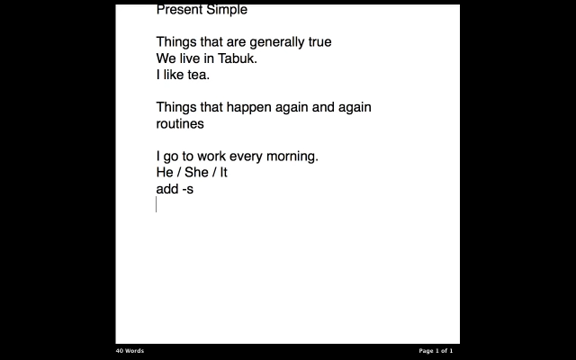 Present Simple
Things that are generally true
We live in Tabuk.
I like tea.
Things that happen again and again
routines
I go to work every morning.
He / She / It
add -s
40 Words
Page 1 of 1